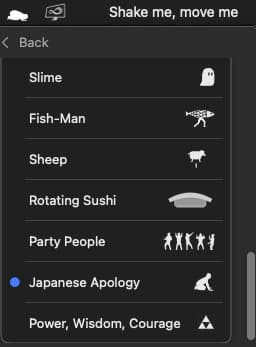 Shake me, move me
Back
Slime
Fish-Man
Sheep
Rotating Sushi
Party People
Japanese Apology
Power, Wisdom, Courage